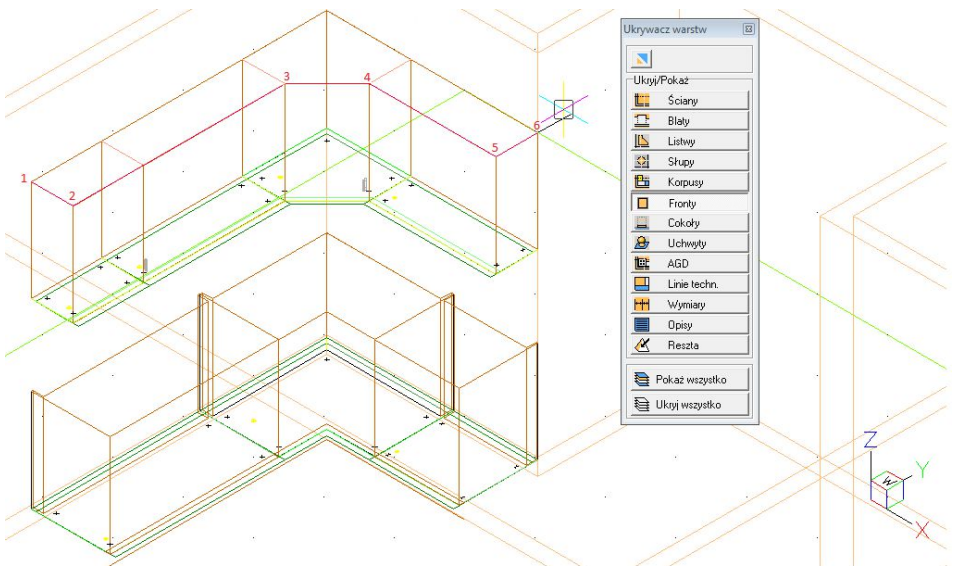 Ukrywacz warstw
Ukryj/Pokaż
Ściany
Blaty
Listwy
Słupy
Korpusy
Fronty
Cokoły
Uchwyty
AGD
Linie techn.
Wymiary
Opisy
Reszta
Pokaż wszystko
Ukryj wszystko
1
2
3
4
5
6
Z
Y
X
W